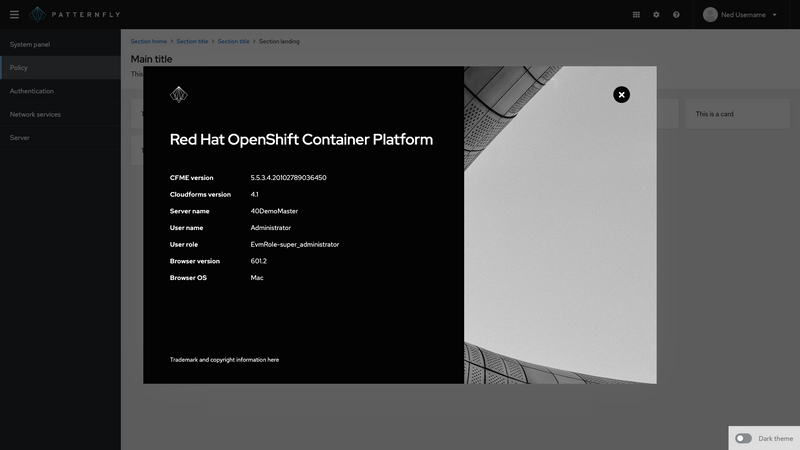 PATTERNFLY
Ned Username
System panel
Policy
Authentication
Network services
Server
Section home > Section title > Section title > Section landing
Main title
This
This is a card
Red Hat OpenShift Container Platform
CFME version 5.5.3.4.20102789036450
Cloudforms version 4.1
Server name 40DemoMaster
User name Administrator
User role EvmRole-super_administrator
Browser version 601.2
Browser OS Mac
Trademark and copyright information here
Dark theme